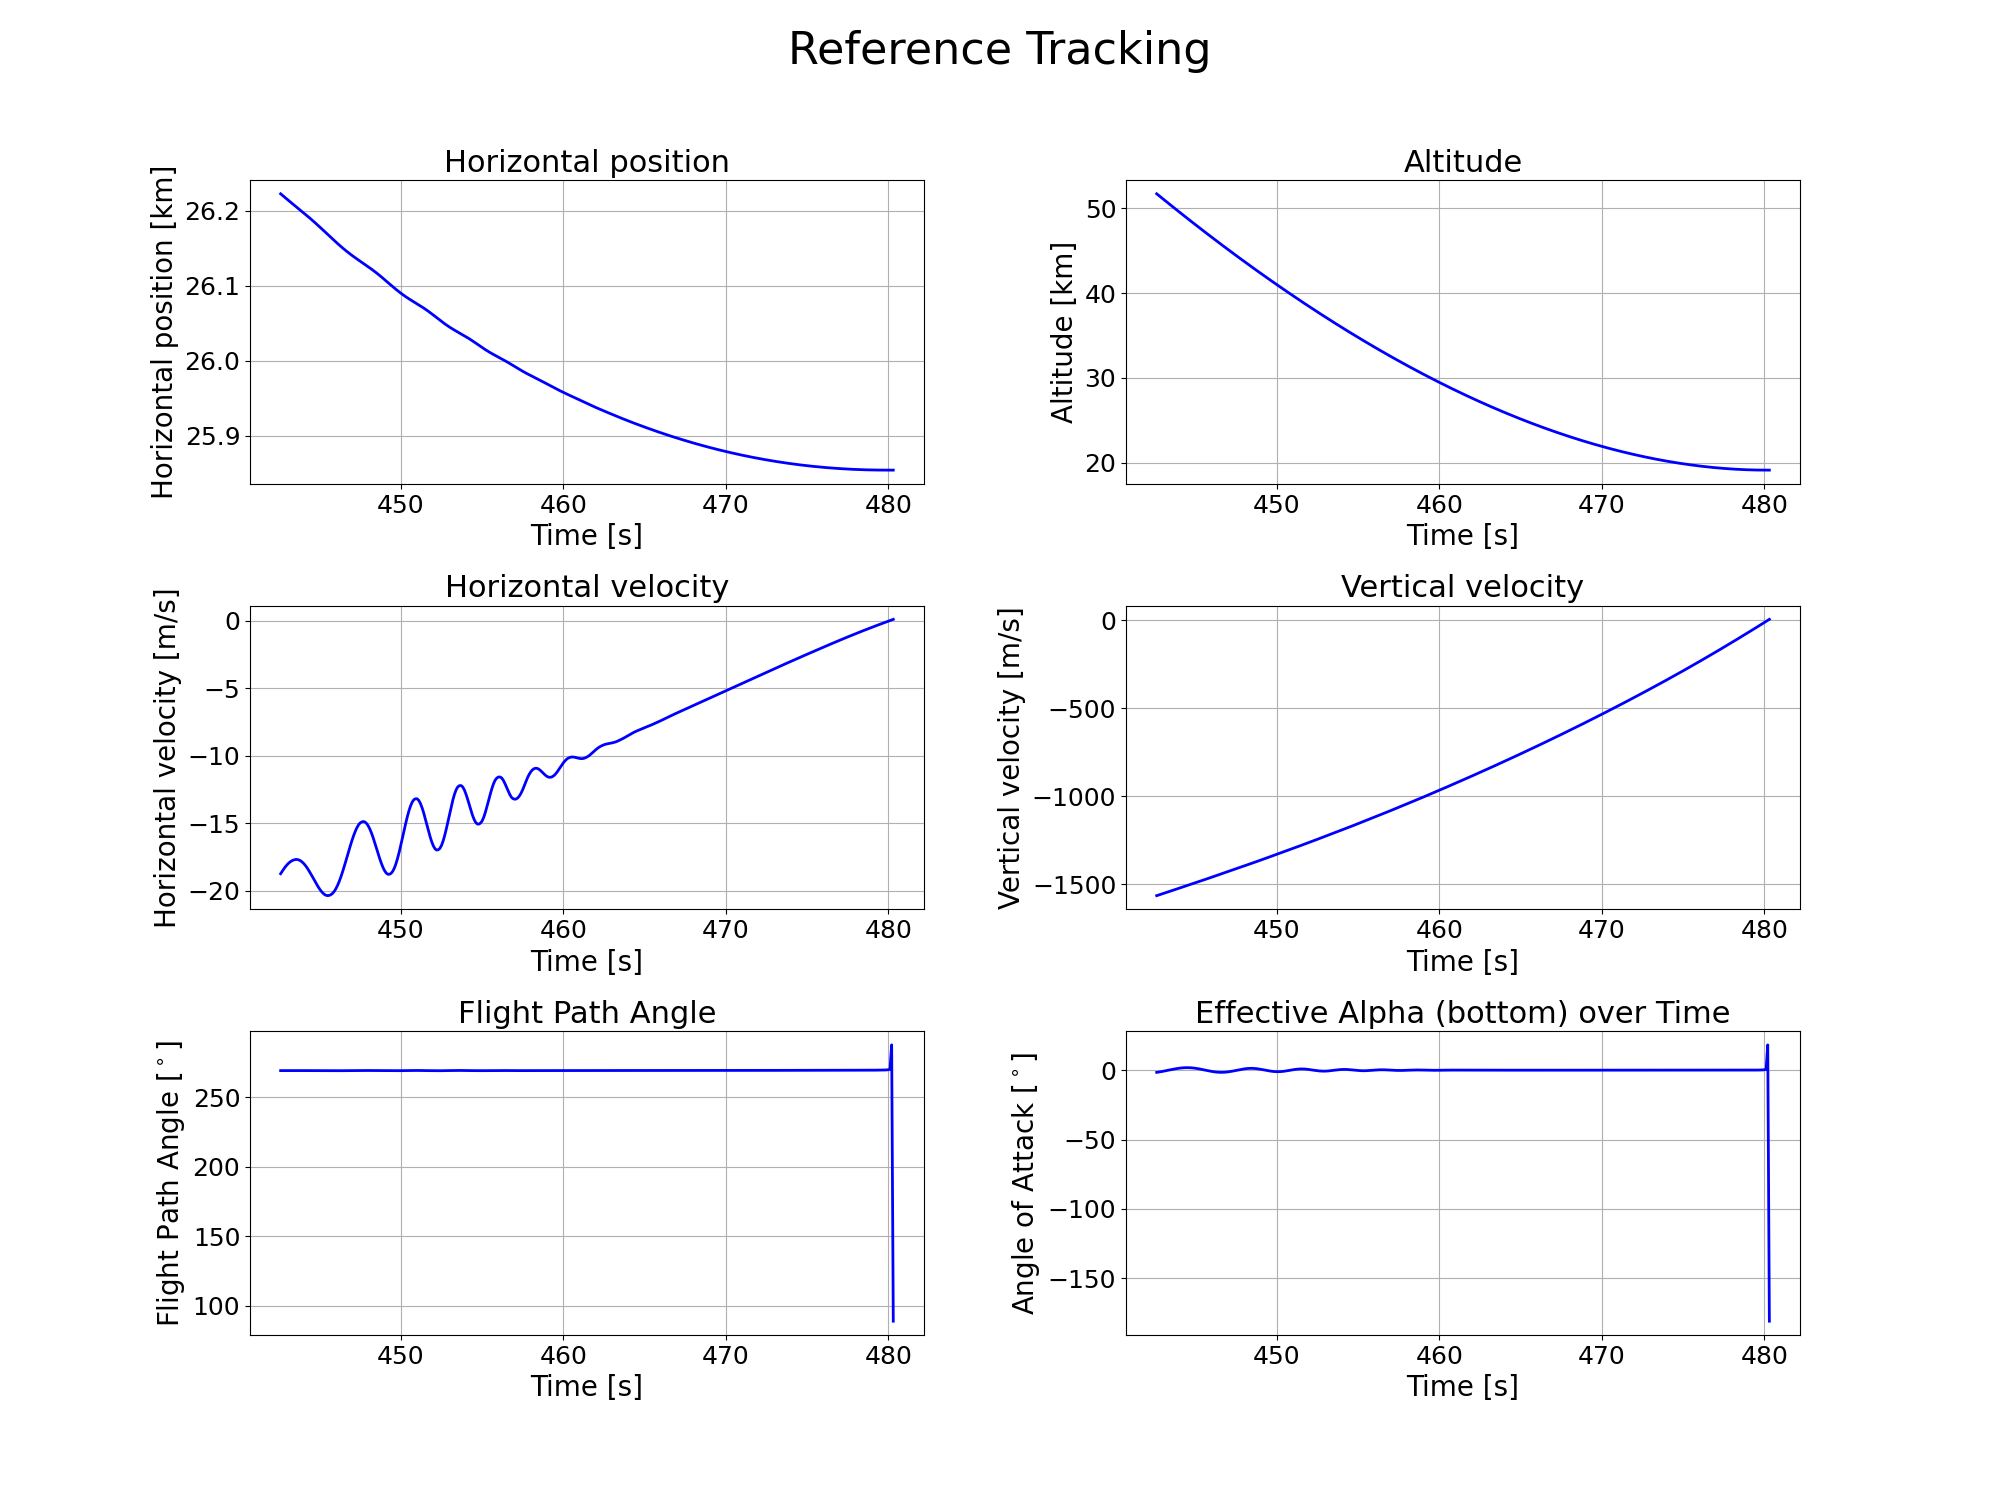 Reference Tracking
Horizontal position
Horizontal position [km]
26.2
26.1
26.0
25.9
450 460 470 480
Time [s]
Altitude
Altitude [km]
50
40
30
20
450 460 470 480
Time [s]
Horizontal velocity
Horizontal velocity [m/s]
0
−5
−10
−15
−20
450 460 470 480
Time [s]
Vertical velocity
Vertical velocity [m/s]
0
−500
−1000
−1500
450 460 470 480
Time [s]
Flight Path Angle
Flight Path Angle [°]
250
200
150
100
450 460 470 480
Time [s]
Effective Alpha (bottom) over Time
Angle of Attack [°]
0
−50
−100
−150
450 460 470 480
Time [s]